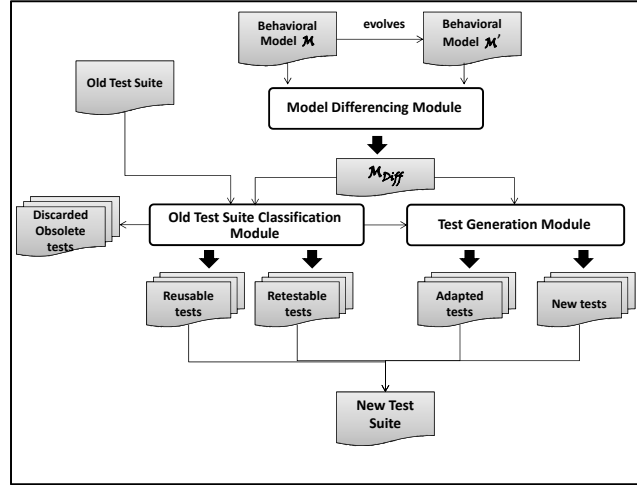 Behavioral
Model M
evolves
Behavioral
Model M'
Old Test Suite
Model Differencing Module
M_Diff
Old Test Suite Classification
Module
Test Generation Module
Discarded
Obsolete
tests
Reusable
tests
Retestable
tests
Adapted
tests
New tests
New Test
Suite